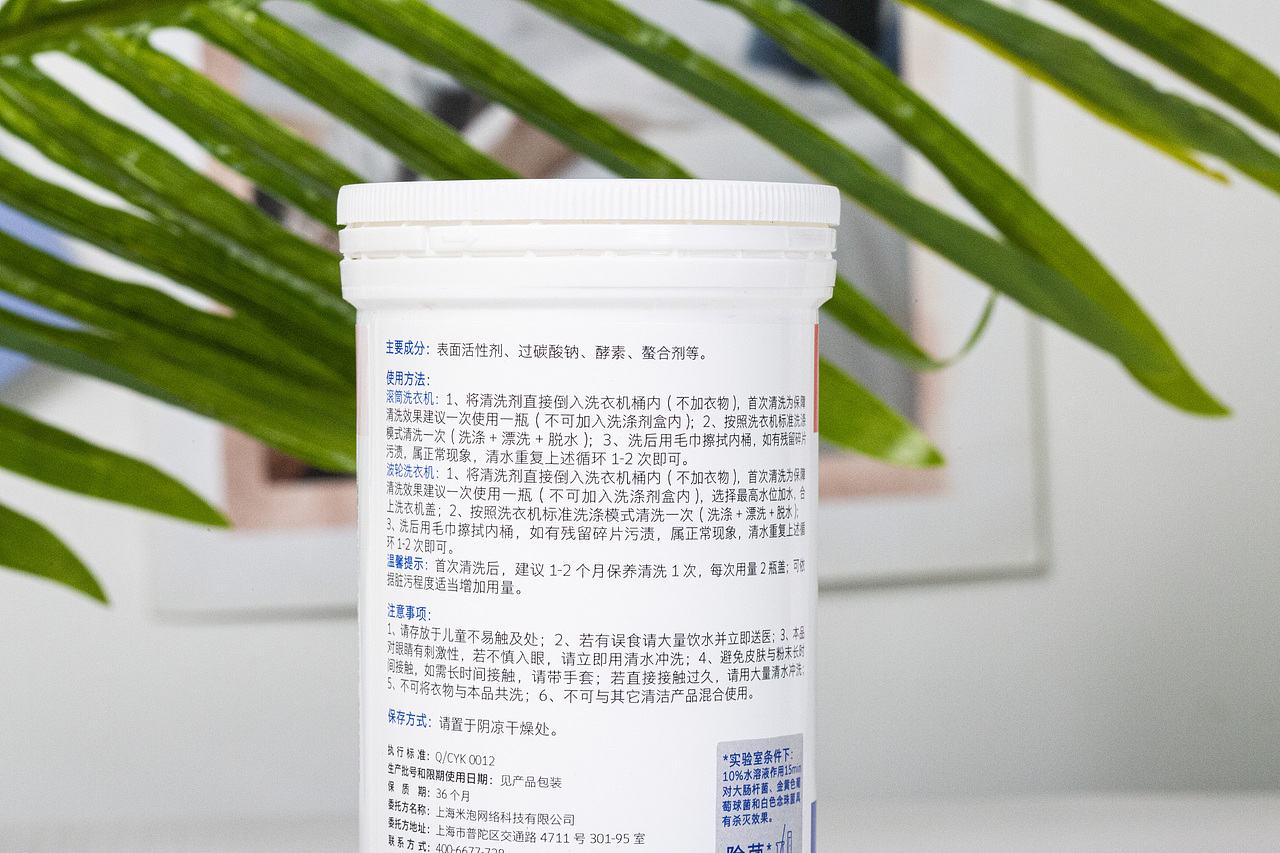 主要成分：表面活性剂、过碳酸钠、酵素、螯合剂等。
使用方法：
滚筒洗衣机：1、将清洗剂直接倒入洗衣机桶内（不加衣物），首次清洗为保障
清洗效果建议一次使用一瓶（不可加入洗涤剂盒内）；2、按照洗衣机标准洗涤
模式清洗一次（洗涤+漂洗+脱水）；3、洗后用毛巾擦拭内桶，如有残留碎片
污渍，属正常现象，清水重复上述循环 1-2 次即可。
波轮洗衣机：1、将清洗剂直接倒入洗衣机桶内（不加衣物），首次清洗为保障
清洗效果建议一次使用一瓶（不可加入洗涤剂盒内），选择最高水位加水，合
上洗衣机盖；2、按照洗衣机标准洗涤模式清洗一次（洗涤+漂洗+脱水）；
3、洗后用毛巾擦拭内桶，如有残留碎片污渍，属正常现象，清水重复上述循
环 1-2 次即可。
温馨提示：首次清洗后，建议 1-2 个月保养清洗 1 次，每次用量 2 瓶盖；可依
据脏污程度适当增加用量。
注意事项：
1、请存放于儿童不易触及处；2、若有误食请大量饮水并立即送医；3、本品
对眼睛有刺激性，若不慎入眼，请立即用清水冲洗；4、避免皮肤与粉末长时
间接触，如需长时间接触，请带手套；若直接接触过久，请用大量清水冲洗；
5、不可将衣物与本品共洗；6、不可与其它清洁产品混合使用。
保存方式：请置于阴凉干燥处。
执行标准：Q/CYK 0012
生产批号和限期使用日期：见产品包装
保 质 期：36 个月
委托方名称：上海米泡网络科技有限公司
委托方地址：上海市普陀区交通路 4711 号 301-95 室
联系方式：400-6677-728
*实验室条件下：
10%水溶液作用15min
对大肠杆菌、金黄色葡
萄球菌和白色念珠菌具
有杀灭效果。
除菌*